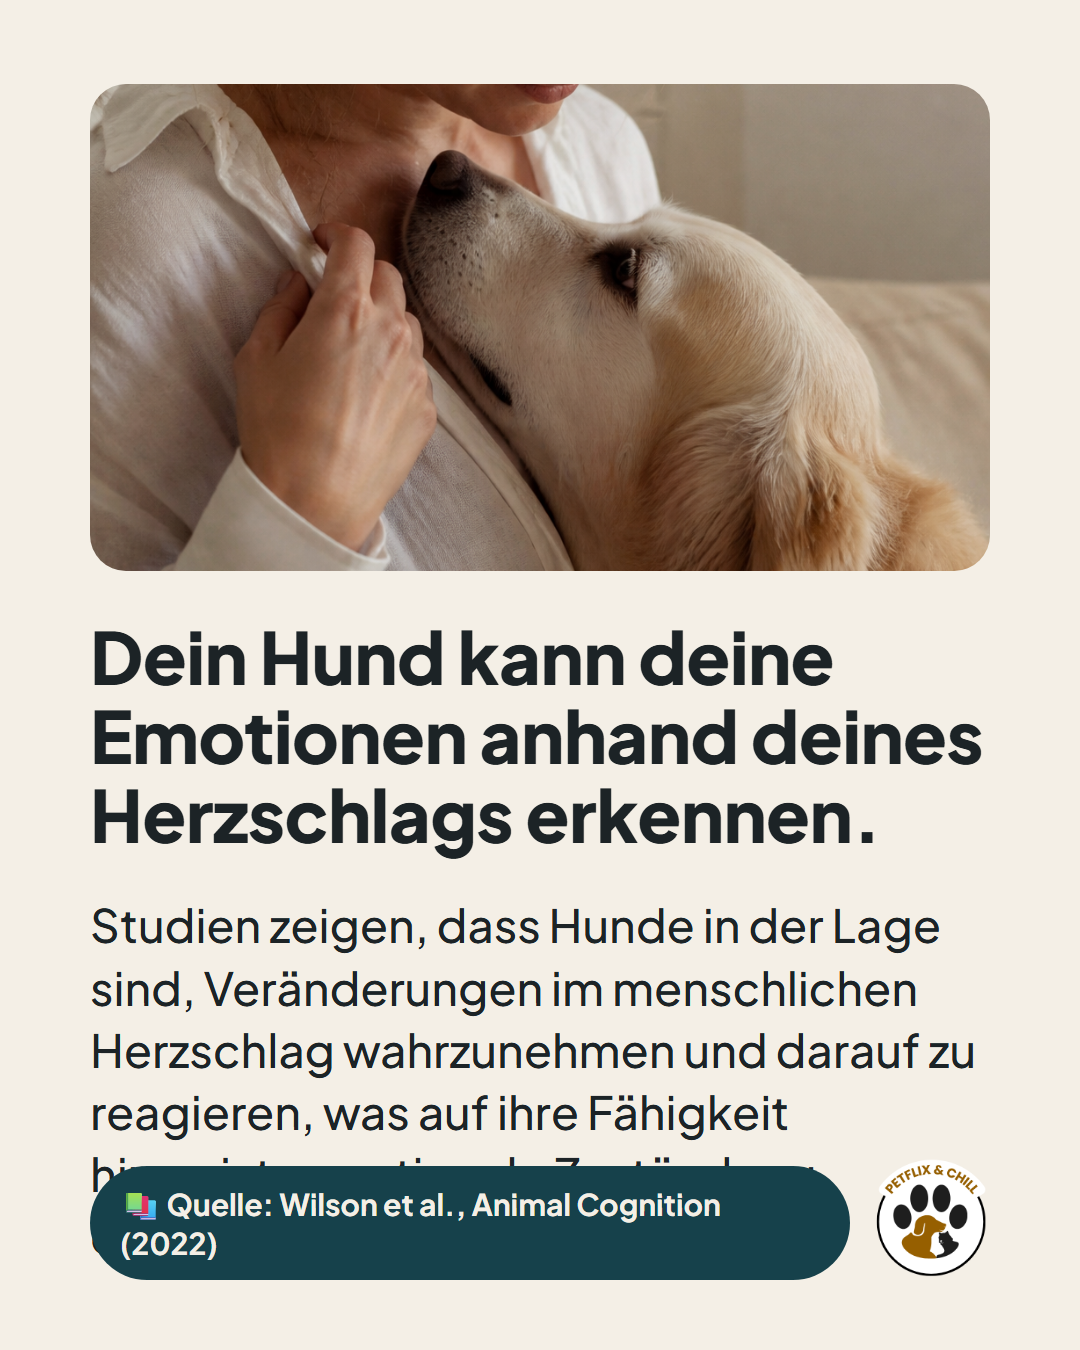 Dein Hund kann deine
Emotionen anhand deines
Herzschlags erkennen.
Studien zeigen, dass Hunde in der Lage
sind, Veränderungen im menschlichen
Herzschlag wahrzunehmen und darauf zu
reagieren, was auf ihre Fähigkeit
📚 Quelle: Wilson et al., Animal Cognition
(2022)
PETFLIX & CHILL